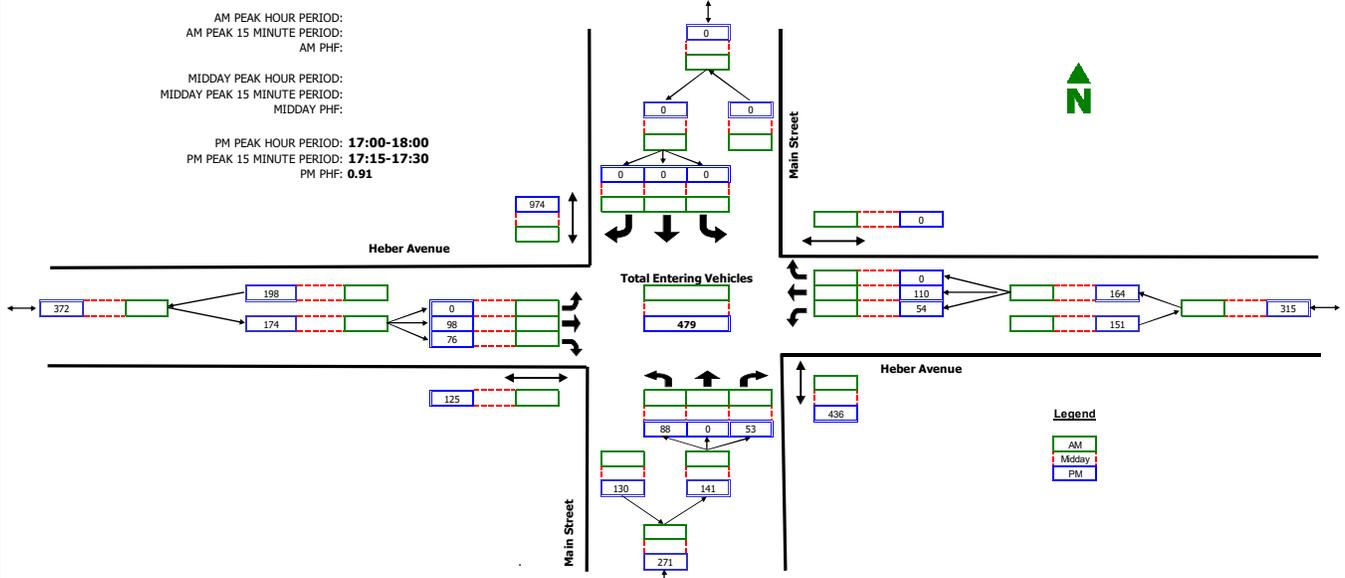 AM PEAK HOUR PERIOD:
AM PEAK 15 MINUTE PERIOD:
AM PHF:
MIDDAY PEAK HOUR PERIOD:
MIDDAY PEAK 15 MINUTE PERIOD:
MIDDAY PHF:
PM PEAK HOUR PERIOD: 17:00-18:00
PM PEAK 15 MINUTE PERIOD: 17:15-17:30
PM PHF: 0.91
0
N
0 0
Main Street
0 0 0
974
0
Heber Avenue
Total Entering Vehicles
372
198
174
0
98
76
479
0
110
54
164
151
315
125
Heber Avenue
436
88 0 53
130 141
271
Main Street
Legend
AM
Midday
PM